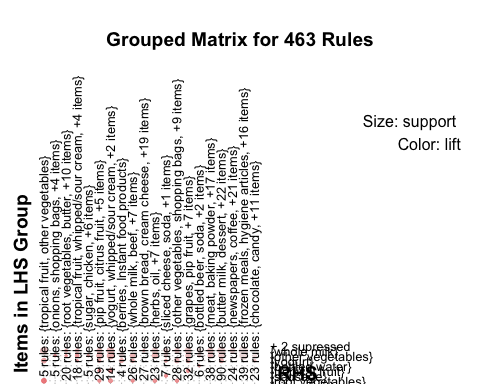 Grouped Matrix for 463 Rules
Size: support
Color: lift
Items in LHS Group
5 rules: {tropical fruit, other vegetables}
5 rules: {onions, shopping bags, +4 items}
20 rules: {root vegetables, butter, +10 items}
18 rules: {tropical fruit, whipped/sour cream, +4 items}
5 rules: {sugar, chicken, +6 items}
29 rules: {pip fruit, citrus fruit, +5 items}
14 rules: {yogurt, whipped/sour cream, +2 items}
4 rules: {berries, Instant food products}
26 rules: {whole milk, beef, +7 items}
27 rules: {brown bread, cream cheese, +19 items}
23 rules: {herbs, oil, +7 items}
7 rules: {sliced cheese, soda, +1 items}
28 rules: {other vegetables, shopping bags, +9 items}
32 rules: {grapes, pip fruit, +7 items}
6 rules: {bottled beer, soda, +2 items}
38 rules: {meat, baking powder, +17 items}
90 rules: {butter milk, dessert, +22 items}
24 rules: {newspapers, coffee, +21 items}
39 rules: {frozen meals, hygiene articles, +16 items}
23 rules: {chocolate, candy, +11 items}
+ 2 supressed
{whole milk}
{other vegetables}
{yogurt}
RHS